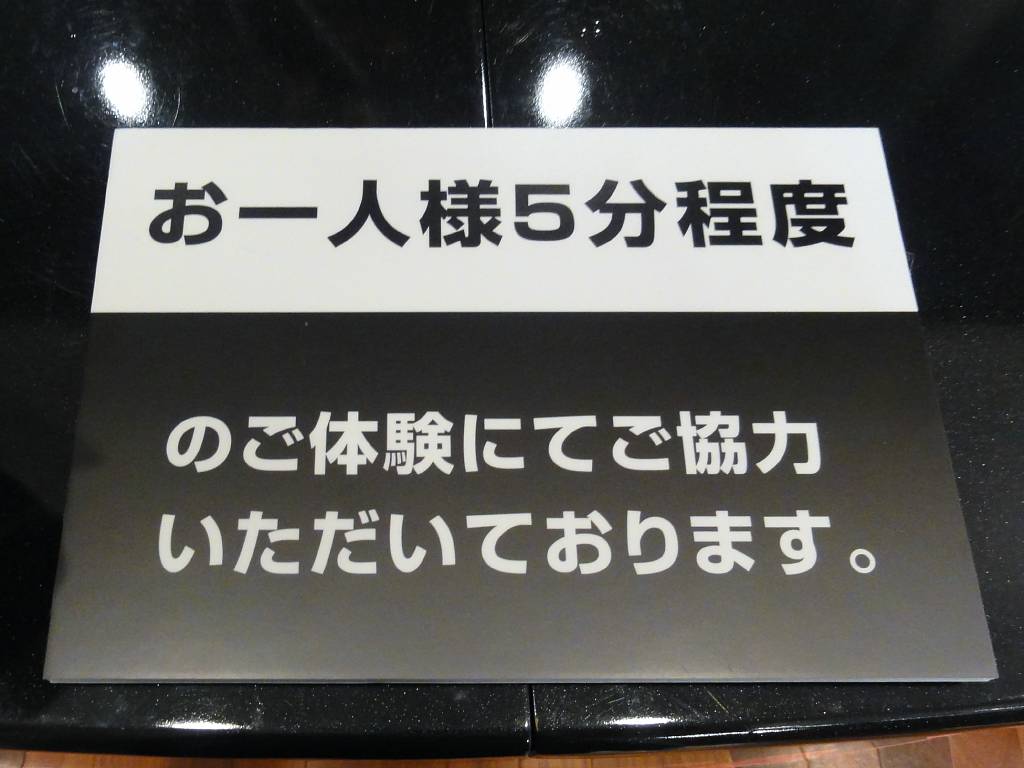 お一人様5分程度
のご体験にてご協力
いただいております。